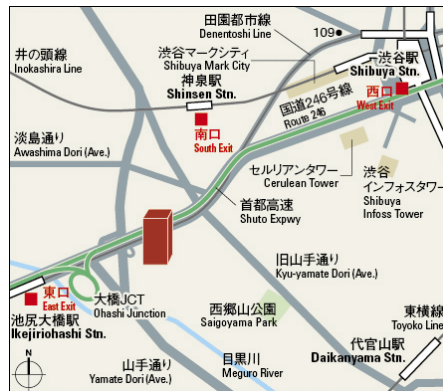 田園都市線
Denentoshi Line
109
井の頭線
Inokashira Line
渋谷マークシティ
Shibuya Mark City
渋谷駅
Shibuya Stn.
神泉駅
Shinsen Stn.
西口
West Exit
国道246号線
Route 246
南口
South Exit
淡島通り
Awashima Dori (Ave.)
セルリアンタワー
Cerulean Tower
渋谷
インフォスタワー
Shibuya
Infoss Tower
首都高速
Shuto Expwy
旧山手通り
Kyu-yamate Dori (Ave.)
東口
East Exit
大橋JCT
Ohashi Junction
池尻大橋駅
Ikejiriohashi Stn.
西郷山公園
Saigoyama Park
東横線
Toyoko Line
代官山駅
Daikanyama Stn.
N
山手通り
Yamate Dori (Ave.)
目黒川
Meguro River